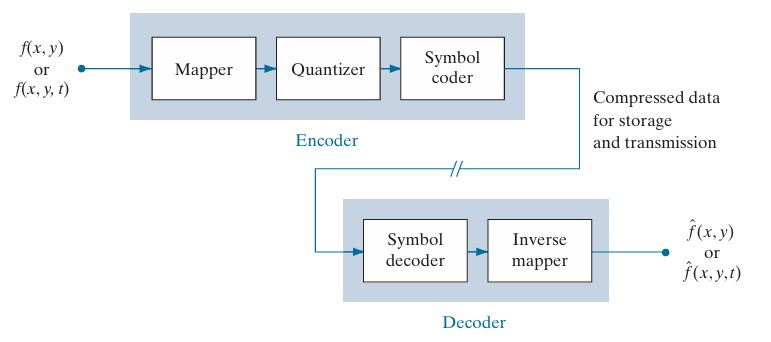 f(x, y)
or
f(x, y, t)
Mapper
Quantizer
Symbol
coder
Encoder
Compressed data
for storage
and transmission
Symbol
decoder
Inverse
mapper
Decoder
f̂(x, y)
or
f̂(x, y, t)